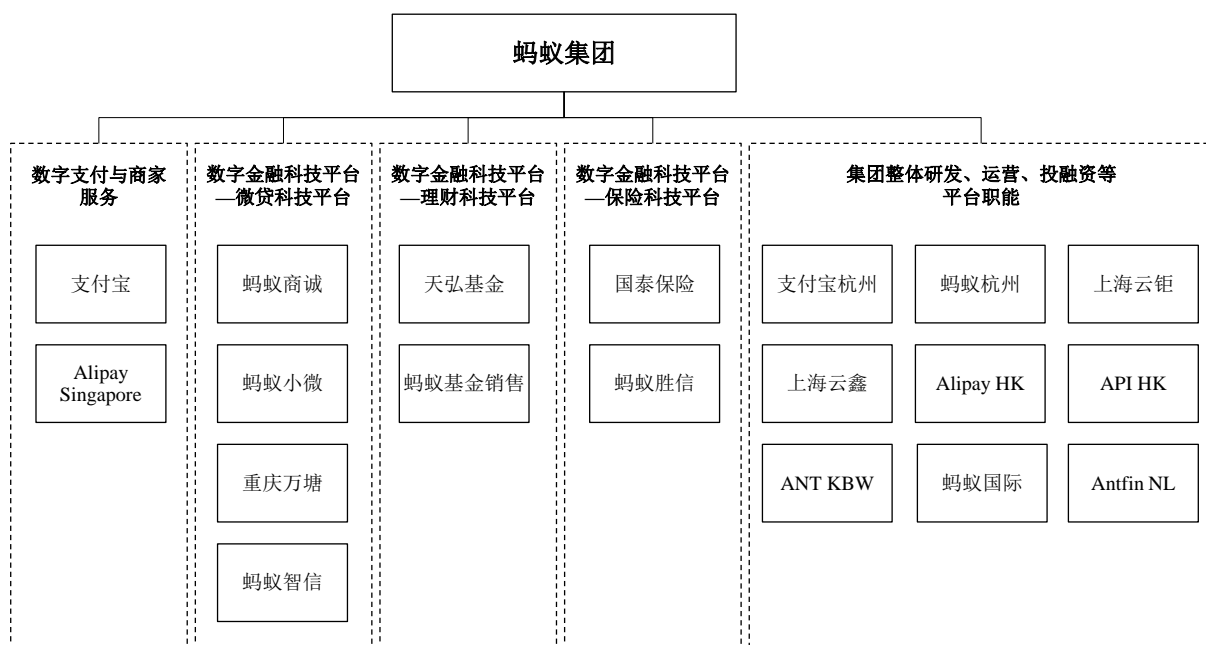 蚂蚁集团
数字支付与商家
服务
支付宝
Alipay
Singapore
数字金融科技平台
—微贷科技平台
蚂蚁商诚
蚂蚁小微
重庆万塘
蚂蚁智信
数字金融科技平台
—理财科技平台
天弘基金
蚂蚁基金销售
数字金融科技平台
—保险科技平台
国泰保险
蚂蚁胜信
集团整体研发、运营、投融资等
平台职能
支付宝杭州
蚂蚁杭州
上海云钜
上海云鑫
Alipay HK
API HK
ANT KBW
蚂蚁国际
Antfin NL